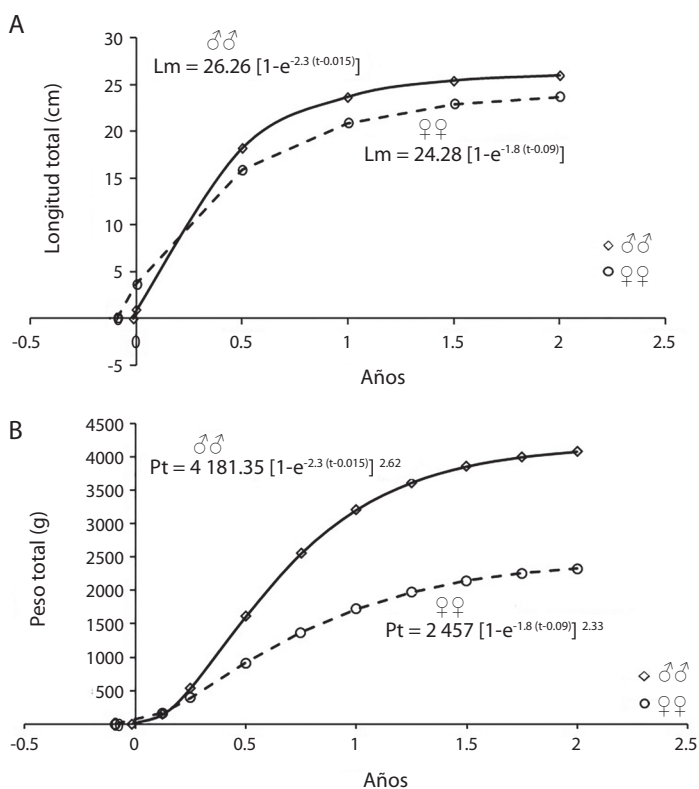 A
♂♂
Lm = 26.26 [1-e^-2.3 (t-0.015)]
♀♀
Lm = 24.28 [1-e^-1.8 (t-0.09)]
Longitud total (cm)
30
25
20
15
10
5
0
-5
-0.5 0 0.5 1 1.5 2 2.5
Años
♂♂
♀♀
B
♂♂
Pt = 4 181.35 [1-e^-2.3 (t-0.015)]^2.62
♀♀
Pt = 2 457 [1-e^-1.8 (t-0.09)]^2.33
Peso total (g)
4500
4000
3500
3000
2500
2000
1500
1000
500
0
-0.5 0 0.5 1 1.5 2 2.5
Años
♂♂
♀♀